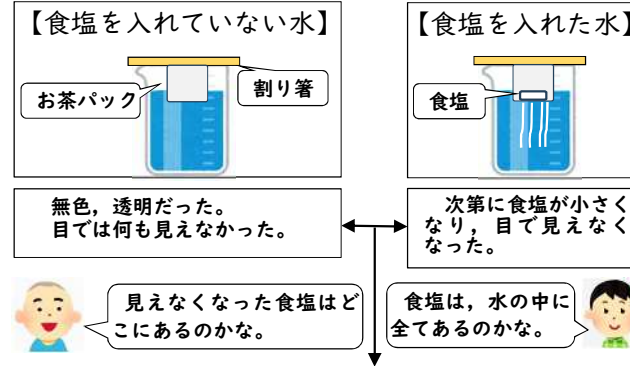 【食塩を入れていない水】
お茶パック
割り箸
無色，透明だった。
目では何も見えなかった。
見えなくなった食塩はど
こにあるのかな。
【食塩を入れた水】
食塩
次第に食塩が小さく
なり，目で見えなく
なった。
食塩は，水の中に
全てあるのかな。